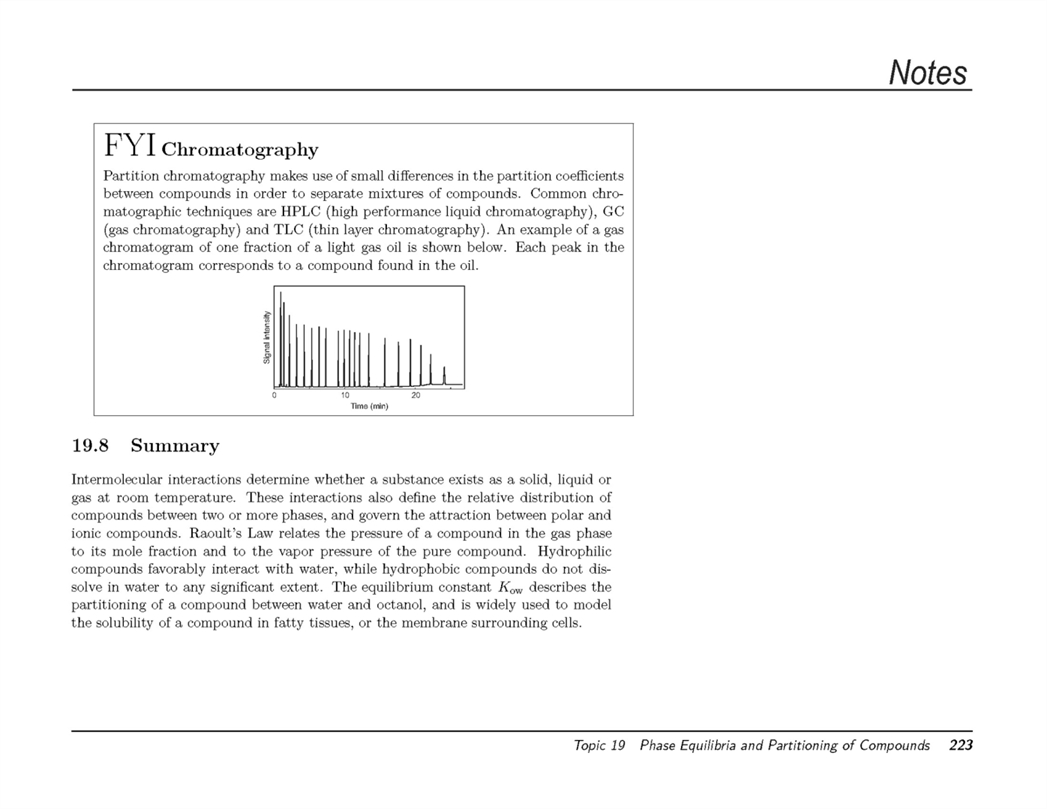 Notes
FYI Chromatography
Partition chromatography makes use of small differences in the partition coefficients
between compounds in order to separate mixtures of compounds. Common chro-
matographic techniques are HPLC (high performance liquid chromatography), GC
(gas chromatography) and TLC (thin layer chromatography). An example of a gas
chromatogram of one fraction of a light gas oil is shown below. Each peak in the
chromatogram corresponds to a compound found in the oil.
Signal intensity
0 10 20
Time (min)
19.8 Summary
Intermolecular interactions determine whether a substance exists as a solid, liquid or
gas at room temperature. These interactions also define the relative distribution of
compounds between two or more phases, and govern the attraction between polar and
ionic compounds. Raoult's Law relates the pressure of a compound in the gas phase
to its mole fraction and to the vapor pressure of the pure compound. Hydrophilic
compounds favorably interact with water, while hydrophobic compounds do not dis-
solve in water to any significant extent. The equilibrium constant Kow describes the
partitioning of a compound between water and octanol, and is widely used to model
the solubility of a compound in fatty tissues, or the membrane surrounding cells.
Topic 19 Phase Equilibria and Partitioning of Compounds 223